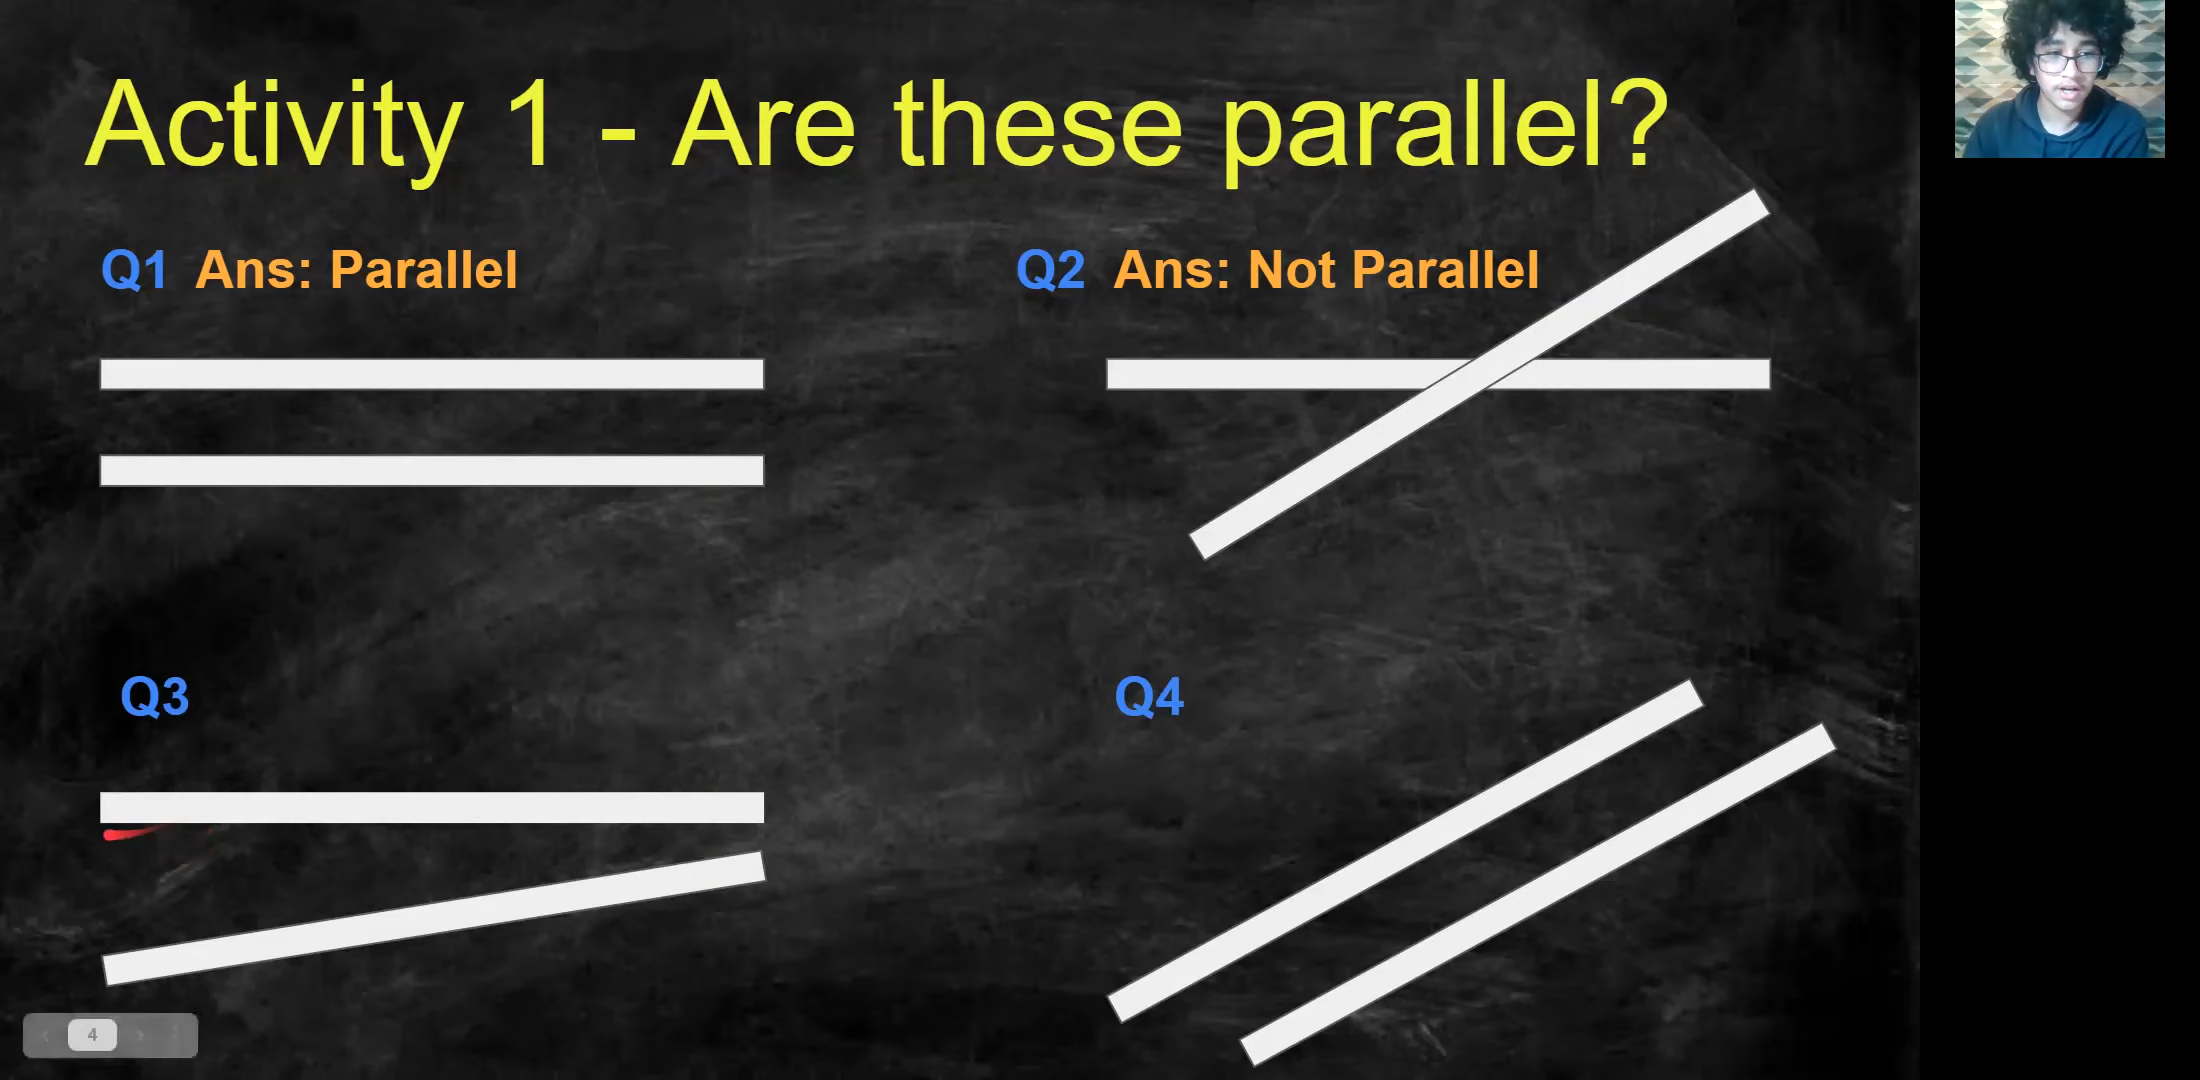 Activity 1 - Are these parallel?
Q1 Ans: Parallel
Q2 Ans: Not Parallel
Q3
Q4
4